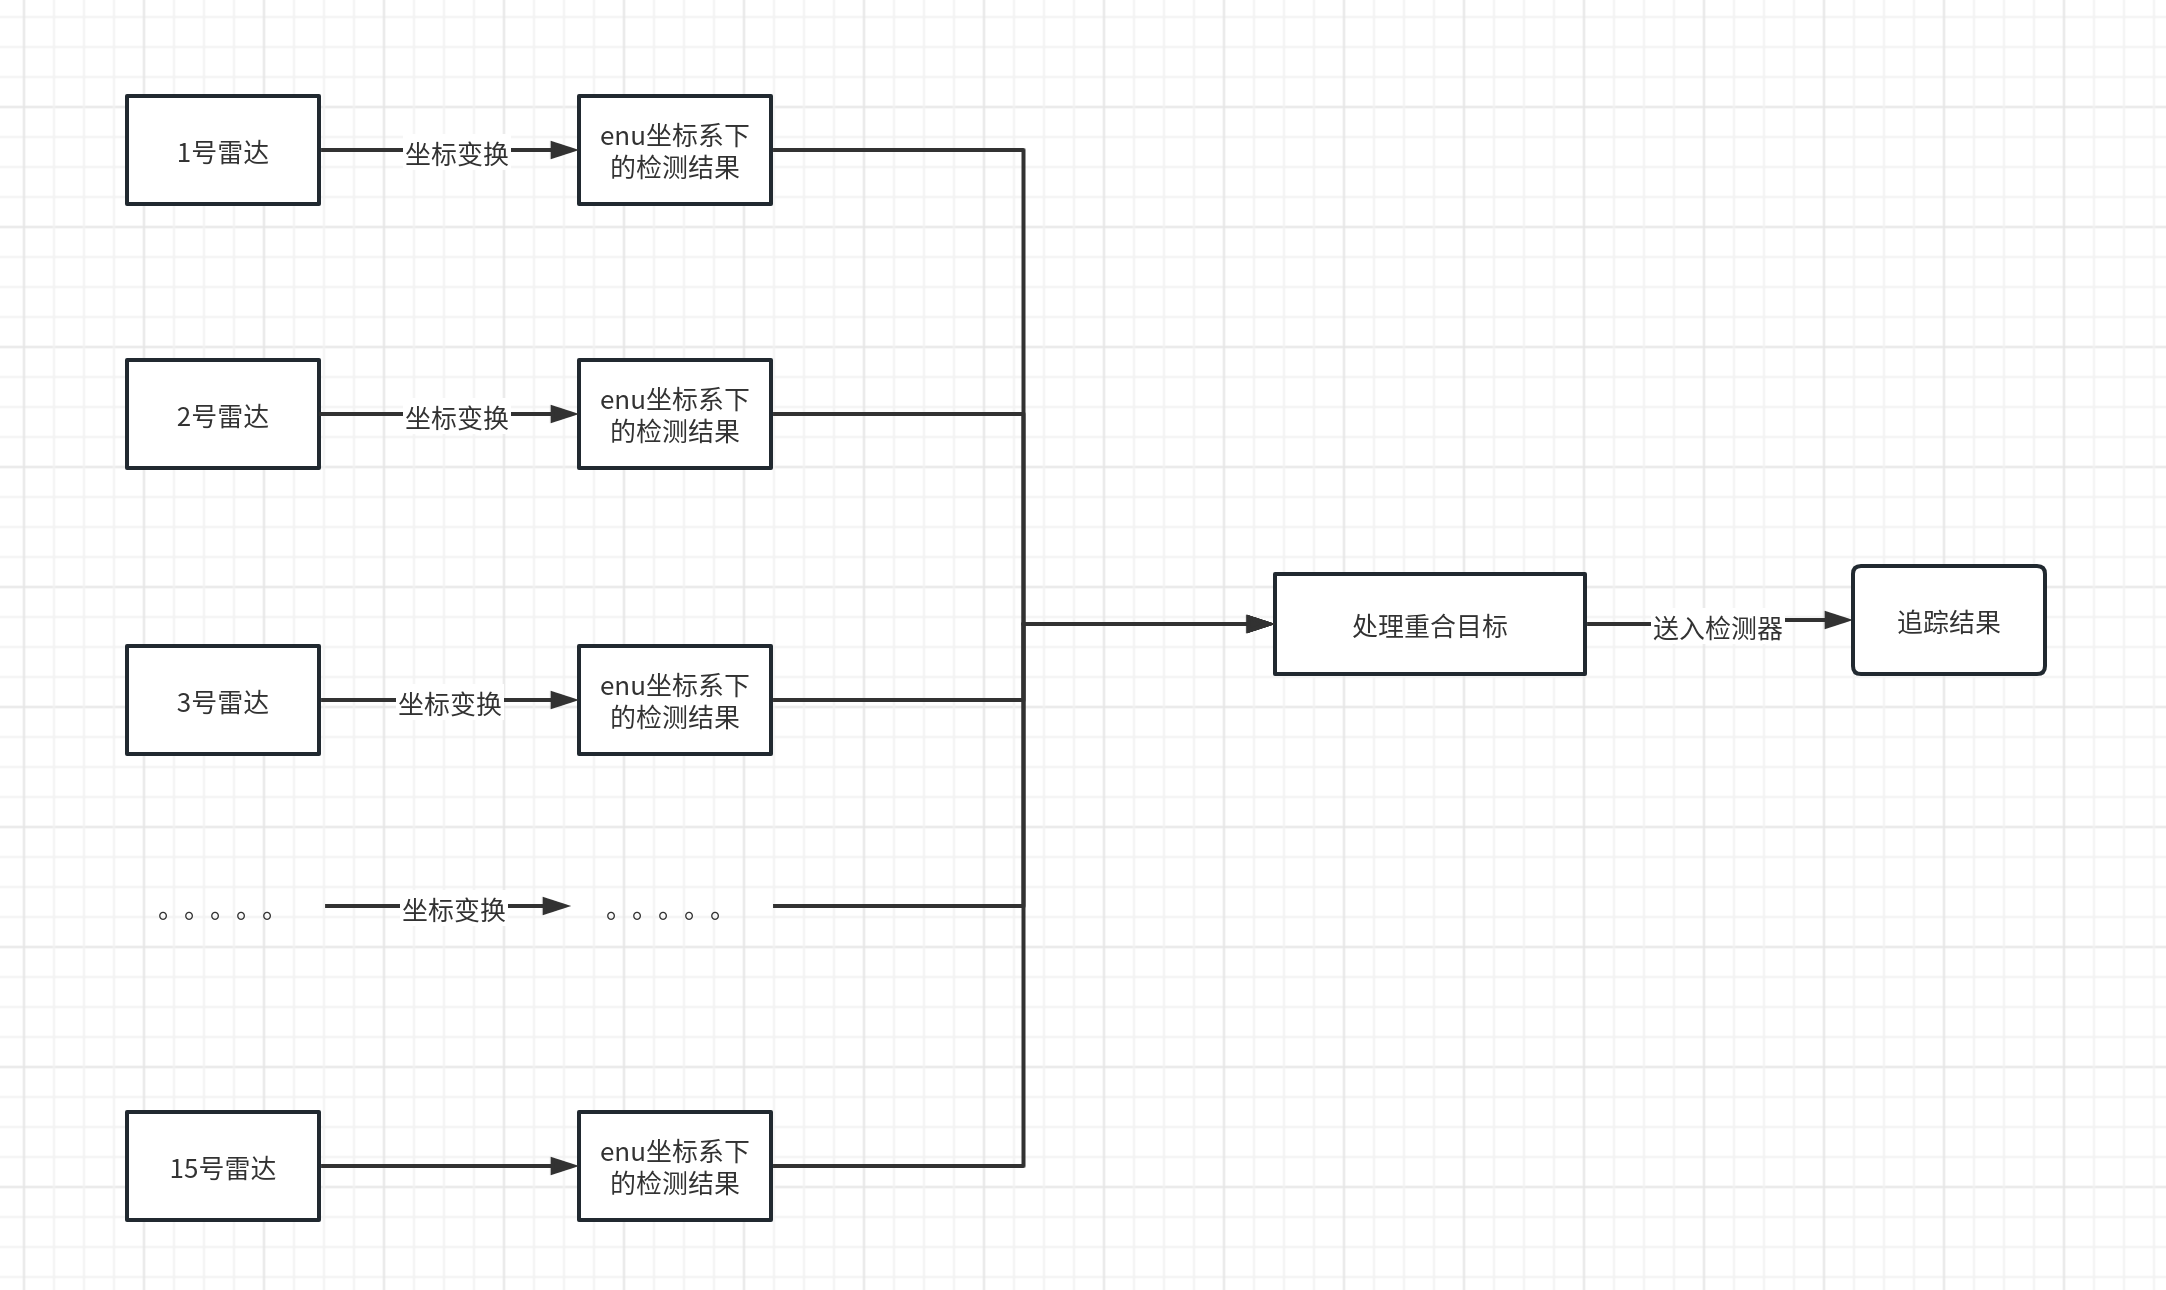 1号雷达
坐标变换
enu坐标系下
的检测结果
2号雷达
坐标变换
enu坐标系下
的检测结果
3号雷达
坐标变换
enu坐标系下
的检测结果
处理重合目标
送入检测器
追踪结果
。。。。。
坐标变换
。。。。。
15号雷达
enu坐标系下
的检测结果